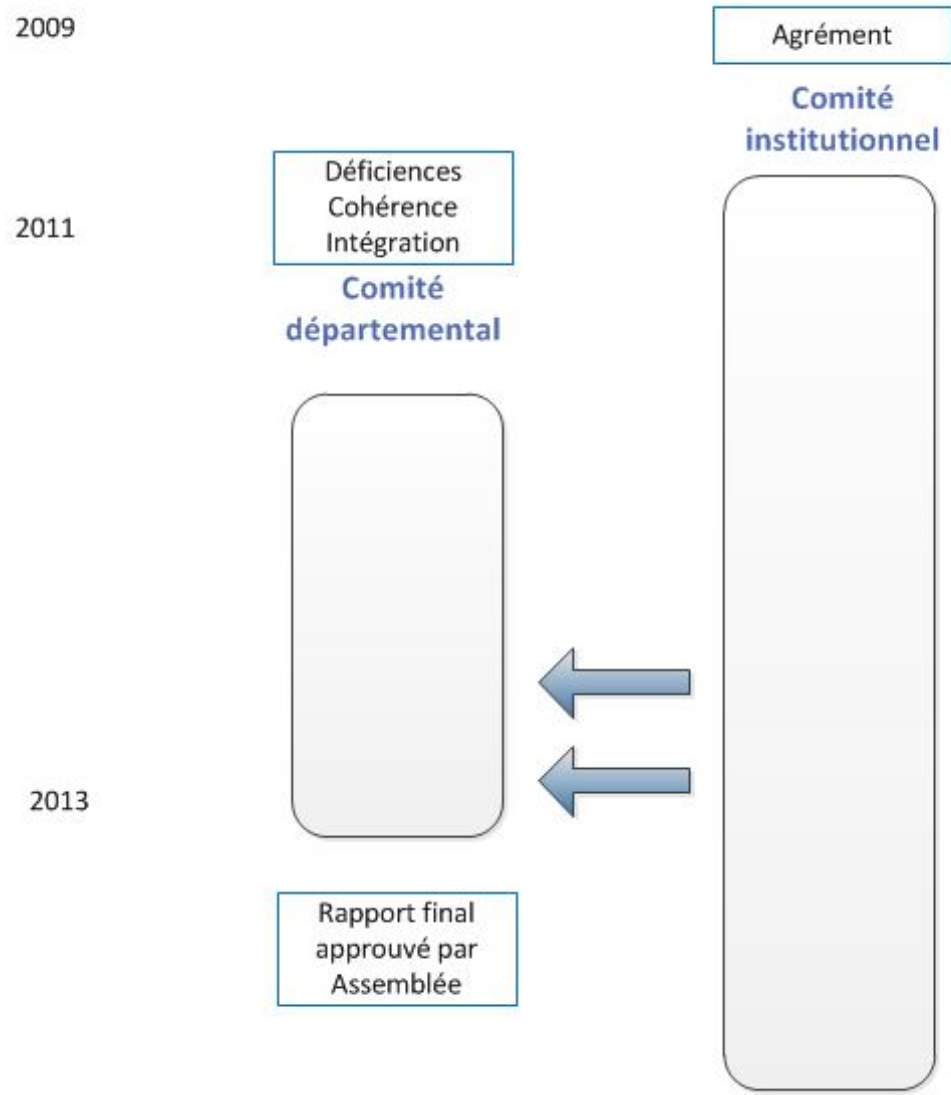 2009
Agrément
Comité
institutionnel
Déficiences
Cohérence
Intégration
2011
Comité
départemental
2013
Rapport final
approuvé par
Assemblée